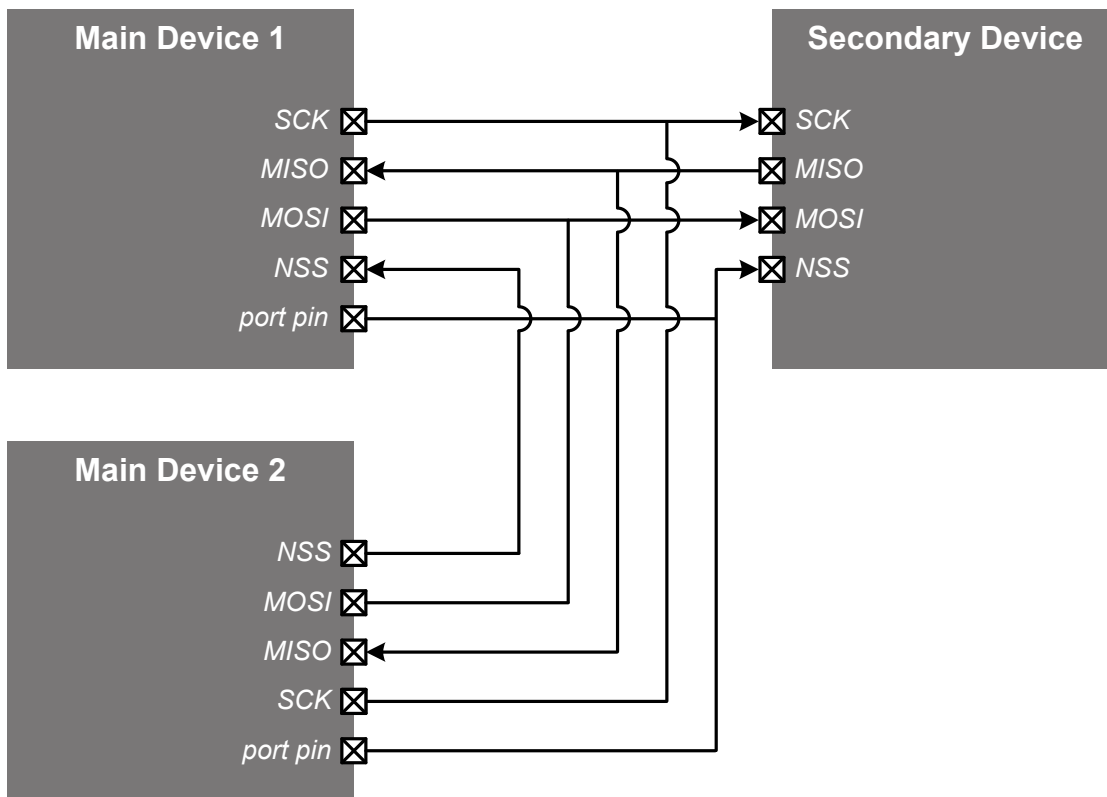 Main Device 1
SCK
MISO
MOSI
NSS
port pin
Secondary Device
SCK
MISO
MOSI
NSS
Main Device 2
NSS
MOSI
MISO
SCK
port pin